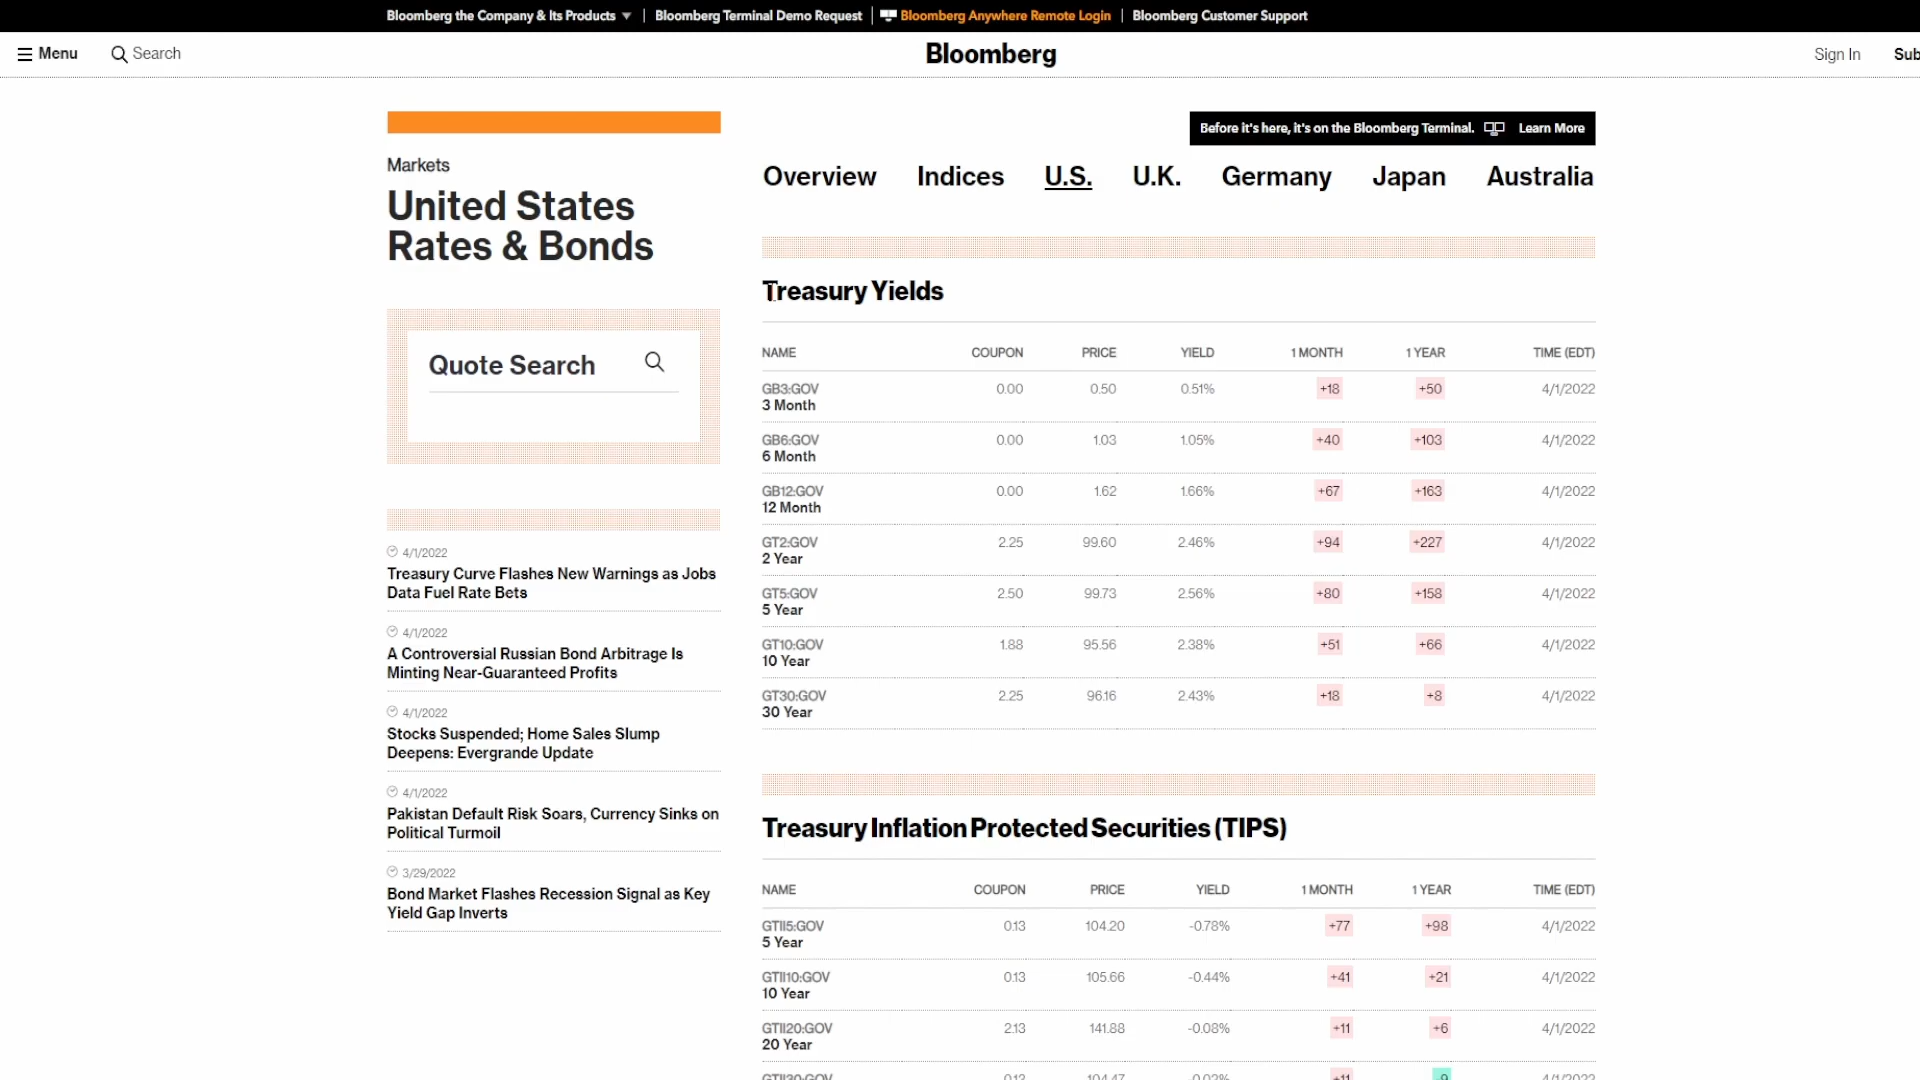 Bloomberg the Company & Its Products ▼ | Bloomberg Terminal Demo Request | Bloomberg Anywhere Remote Login | Bloomberg Customer Support
Menu Search Bloomberg Sign In Sub
Before it's here, it's on the Bloomberg Terminal. Learn More
Markets
United States
Rates & Bonds
Overview Indices U.S. U.K. Germany Japan Australia
Quote Search
4/1/2022
Treasury Curve Flashes New Warnings as Jobs
Data Fuel Rate Bets
4/1/2022
A Controversial Russian Bond Arbitrage Is
Minting Near-Guaranteed Profits
4/1/2022
Stocks Suspended; Home Sales Slump
Deepens: Evergrande Update
4/1/2022
Pakistan Default Risk Soars, Currency Sinks on
Political Turmoil
3/29/2022
Bond Market Flashes Recession Signal as Key
Yield Gap Inverts
Treasury Yields
NAME COUPON PRICE YIELD 1 MONTH 1 YEAR TIME (EDT)
GB3:GOV 0.00 0.50 0.51% +18 +50 4/1/2022
3 Month
GB6:GOV 0.00 1.03 1.05% +40 +103 4/1/2022
6 Month
GB12:GOV 0.00 1.62 1.66% +67 +163 4/1/2022
12 Month
GT2:GOV 2.25 99.60 2.46% +94 +227 4/1/2022
2 Year
GT5:GOV 2.50 99.73 2.56% +80 +158 4/1/2022
5 Year
GT10:GOV 1.88 95.56 2.38% +51 +66 4/1/2022
10 Year
GT30:GOV 2.25 96.16 2.43% +18 +8 4/1/2022
30 Year
Treasury Inflation Protected Securities (TIPS)
NAME COUPON PRICE YIELD 1 MONTH 1 YEAR TIME (EDT)
GTII5:GOV 0.13 104.20 -0.78% +77 +98 4/1/2022
5 Year
GTII10:GOV 0.13 105.66 -0.44% +41 +21 4/1/2022
10 Year
GTII20:GOV 2.13 141.88 -0.08% +11 +6 4/1/2022
20 Year
GTII30:GOV 0.13 104.47 -0.02% +11 -9 4/1/2022